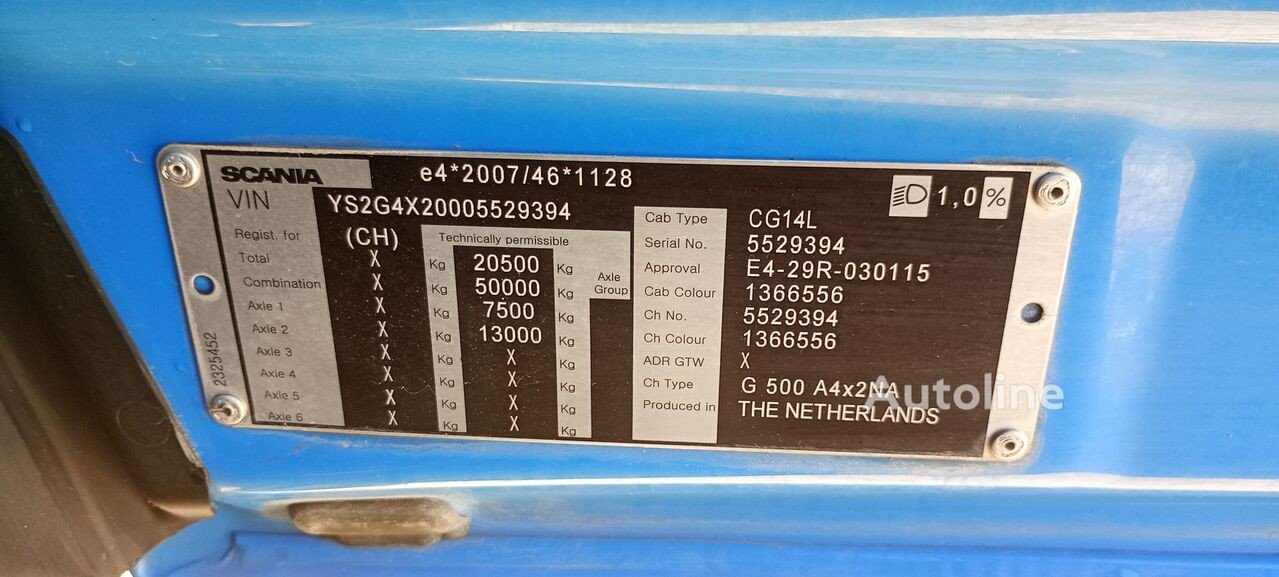 SCANIA e4*2007/46*1128
VIN YS2G4X20005529394
1,0 %
Regist. for (CH) Technically permissible
Total X Kg 20500 Kg
Combination X Kg 50000 Kg Axle Group
Axle 1 X Kg 7500 Kg
Axle 2 X Kg 13000 Kg
Axle 3 X Kg X Kg
Axle 4 X Kg X Kg
Axle 5 X Kg X Kg
Axle 6 X Kg X Kg
2325452
Cab Type CG14L
Serial No. 5529394
Approval E4-29R-030115
Cab Colour 1366556
Ch No. 5529394
Ch Colour 1366556
ADR GTW X
Ch Type G 500 A4x2NA
Produced in THE NETHERLANDS
Autoline